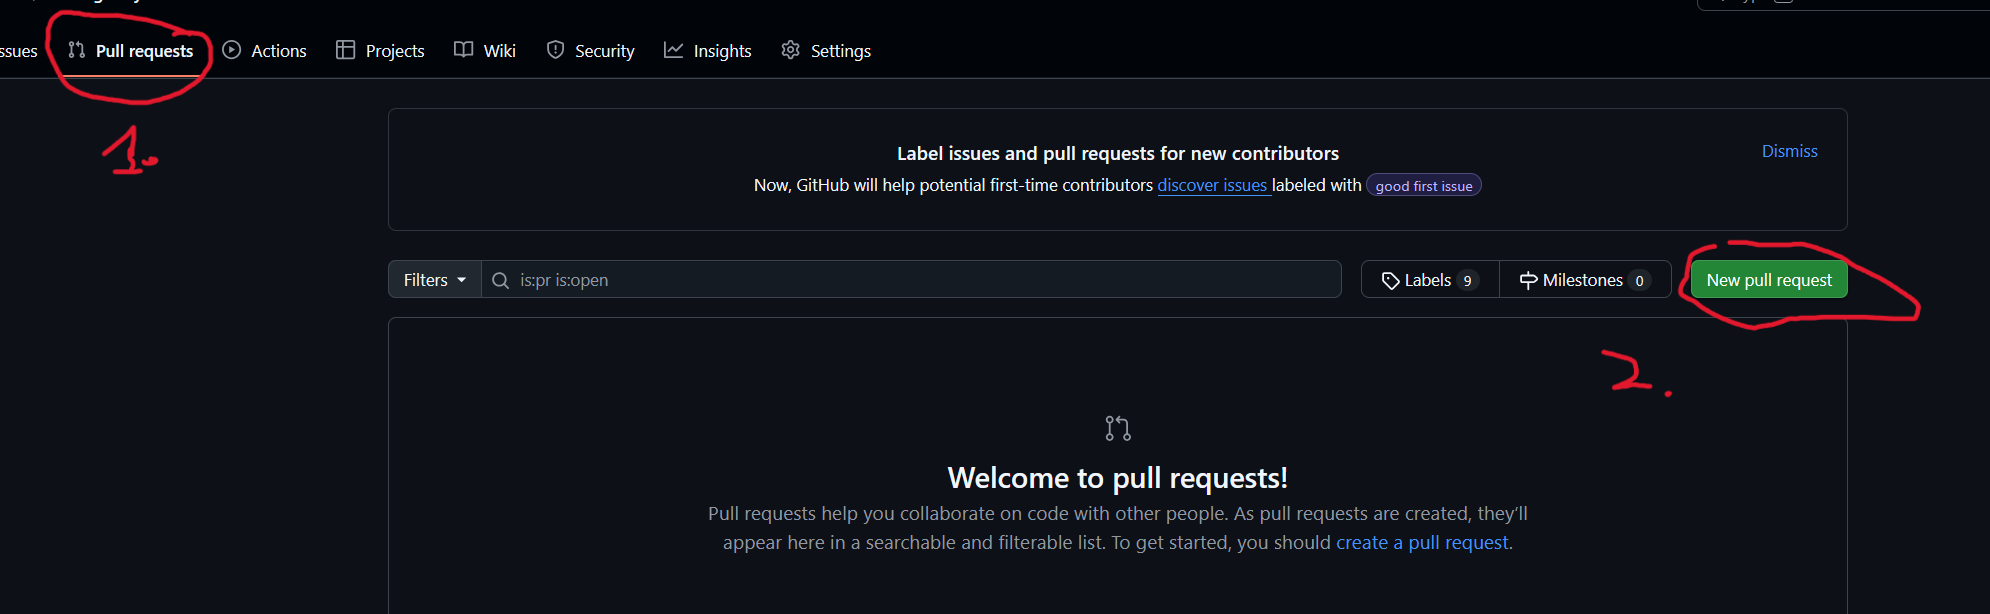 ssues Pull requests Actions Projects Wiki Security Insights Settings
1.
Label issues and pull requests for new contributors
Dismiss
Now, GitHub will help potential first-time contributors discover issues labeled with good first issue
Filters is:pr is:open Labels 9 Milestones 0 New pull request
2.
Welcome to pull requests!
Pull requests help you collaborate on code with other people. As pull requests are created, they’ll
appear here in a searchable and filterable list. To get started, you should create a pull request.